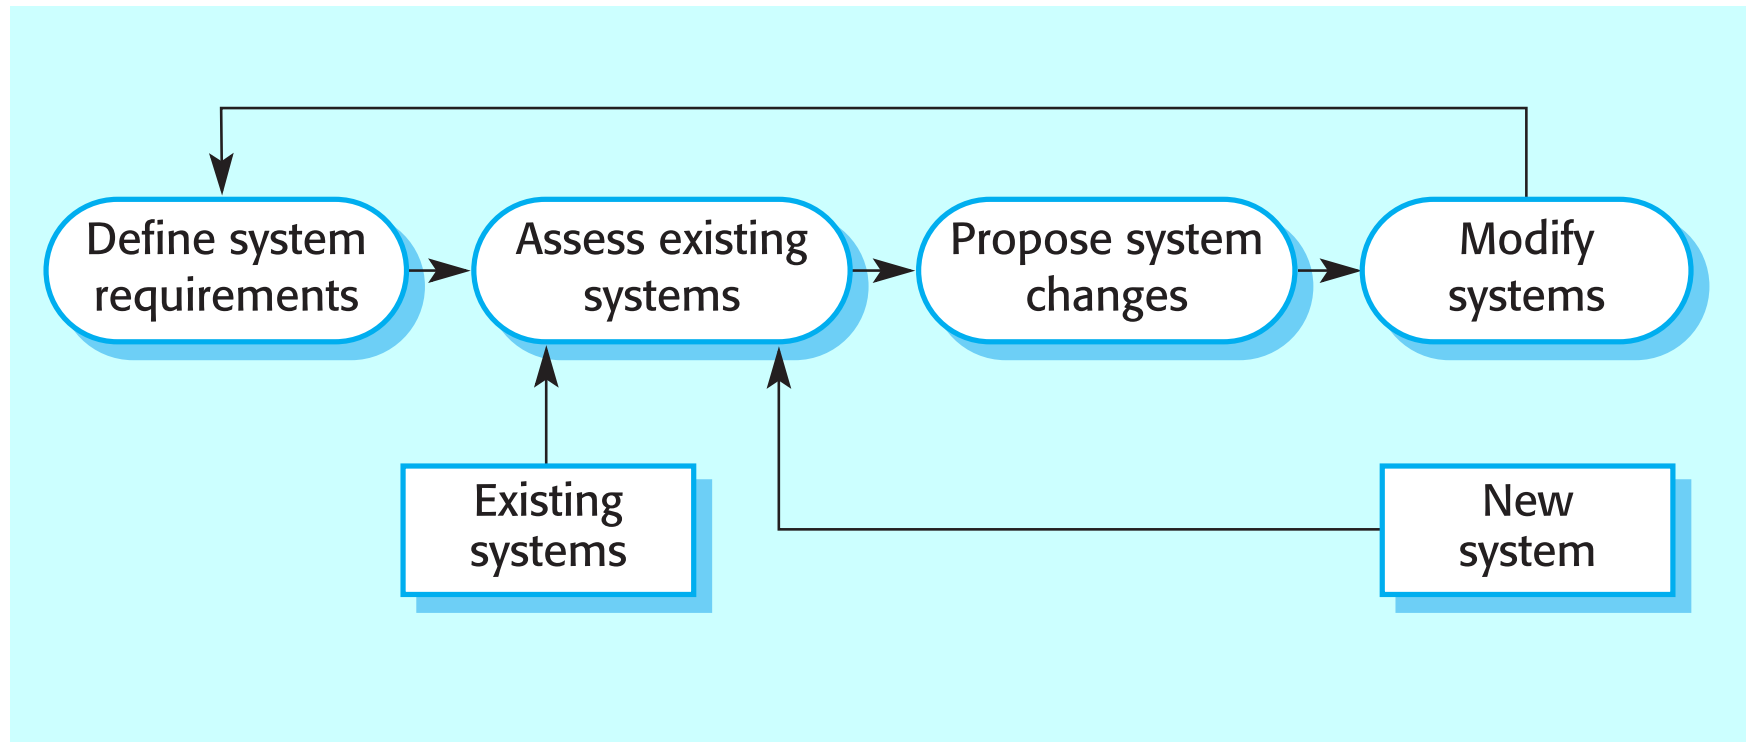 Define system
requirements
Assess existing
systems
Propose system
changes
Modify
systems
Existing
systems
New
system